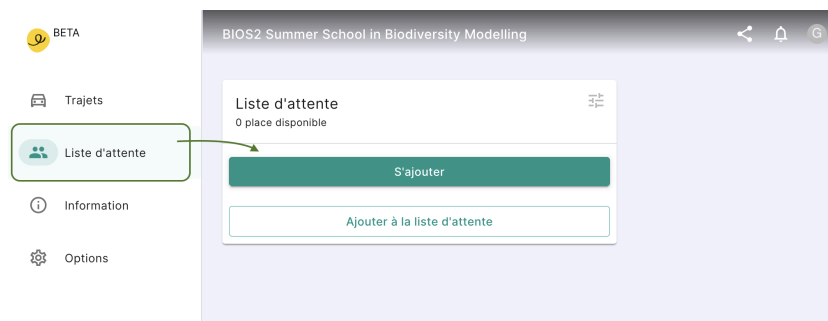 BETA
BIOS2 Summer School in Biodiversity Modelling
G
Trajets
Liste d'attente
Information
Options
Liste d'attente
0 place disponible
S'ajouter
Ajouter à la liste d'attente